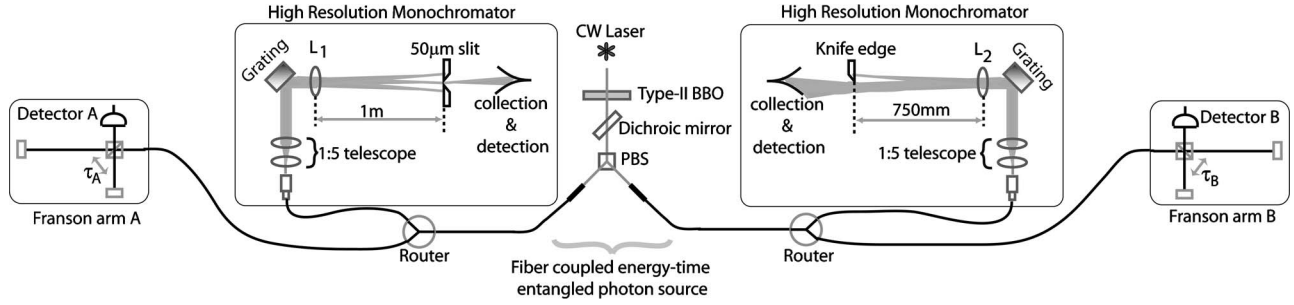 High Resolution Monochromator
Grating
L1
50μm slit
1m
collection
&
detection
1:5 telescope
Detector A
τA
Franson arm A
Router
CW Laser
Type-II BBO
Dichroic mirror
PBS
Fiber coupled energy-time
entangled photon source
High Resolution Monochromator
Knife edge
L2
Grating
750mm
collection
&
detection
1:5 telescope
Router
Detector B
τB
Franson arm B